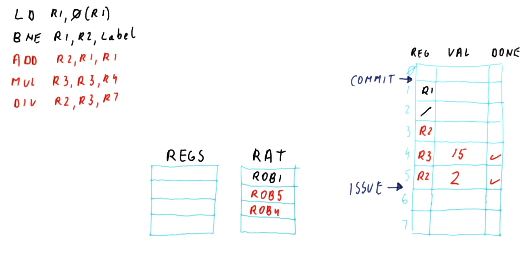 LD R1, 0(R1)
BNE R1, R2, Label
ADD R2, R1, R1
MUL R3, R3, R4
DIV R2, R3, R7
REGS
RAT
ROB1
ROB5
ROB4
REG VAL DONE
0
COMMIT
1 R1
2 /
3 R2
4 R3 15 ✓
5 R2 2 ✓
ISSUE
6
7